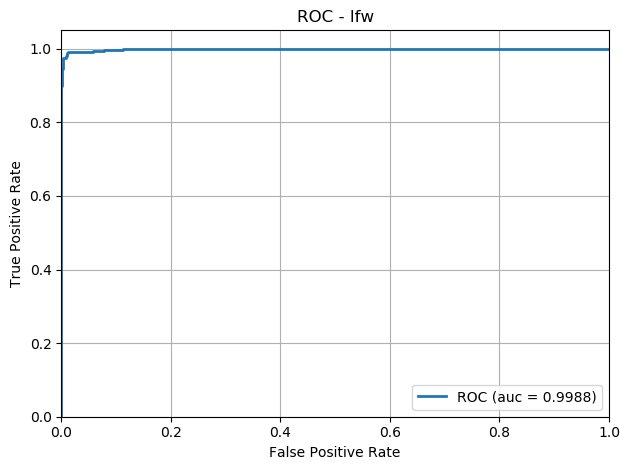 ROC - lfw
True Positive Rate
1.0
0.8
0.6
0.4
0.2
0.0
ROC (auc = 0.9988)
0.0 0.2 0.4 0.6 0.8 1.0
False Positive Rate